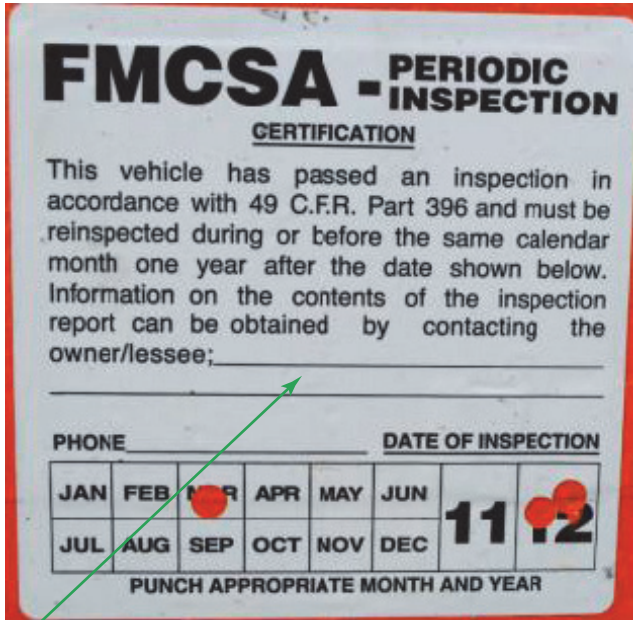 FMCSA - PERIODIC
INSPECTION
CERTIFICATION
This vehicle has passed an inspection in
accordance with 49 C.F.R. Part 396 and must be
reinspected during or before the same calendar
month one year after the date shown below.
Information on the contents of the inspection
report can be obtained by contacting the
owner/lessee;
PHONE DATE OF INSPECTION
JAN FEB APR MAY JUN 11 12
JUL AUG SEP OCT NOV DEC
PUNCH APPROPRIATE MONTH AND YEAR